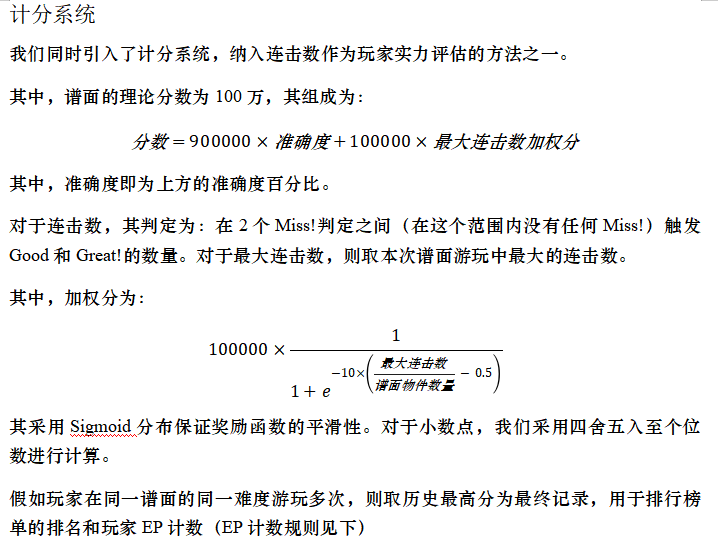 计分系统
我们同时引入了计分系统，纳入连击数作为玩家实力评估的方法之一。
其中，谱面的理论分数为 100 万，其组成为：
分数 = 900000 × 准确度 + 100000 × 最大连击数加权分
其中，准确度即为上方的准确度百分比。
对于连击数，其判定为：在 2 个 Miss!判定之间（在这个范围内没有任何 Miss!）触发
Good 和 Great!的数量。对于最大连击数，则取本次谱面游玩中最大的连击数。
其中，加权分为：
100000 × 1 / (1 + e^(−10×(最大连击数/谱面物件数量 − 0.5)))
其采用 Sigmoid 分布保证奖励函数的平滑性。对于小数点，我们采用四舍五入至个位
数进行计算。
假如玩家在同一谱面的同一难度游玩多次，则取历史最高分为最终记录，用于排行榜
单的排名和玩家 EP 计数（EP 计数规则见下）